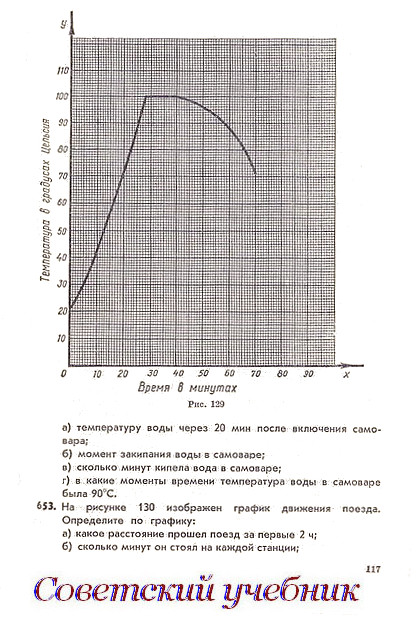 y
110
100
90
80
70
60
50
40
30
20
10
Температура в градусах Цельсия
0 10 20 30 40 50 60 70 80 90 x
Время в минутах
Рис. 129
а) температуру воды через 20 мин после включения само-
вара;
б) момент закипания воды в самоваре;
в) сколько минут кипела вода в самоваре;
г) в какие моменты времени температура воды в самоваре
была 90°С.
653. На рисунке 130 изображен график движения поезда.
Определите по графику:
а) какое расстояние прошел поезд за первые 2 ч;
б) сколько минут он стоял на каждой станции;
117
Советский учебник